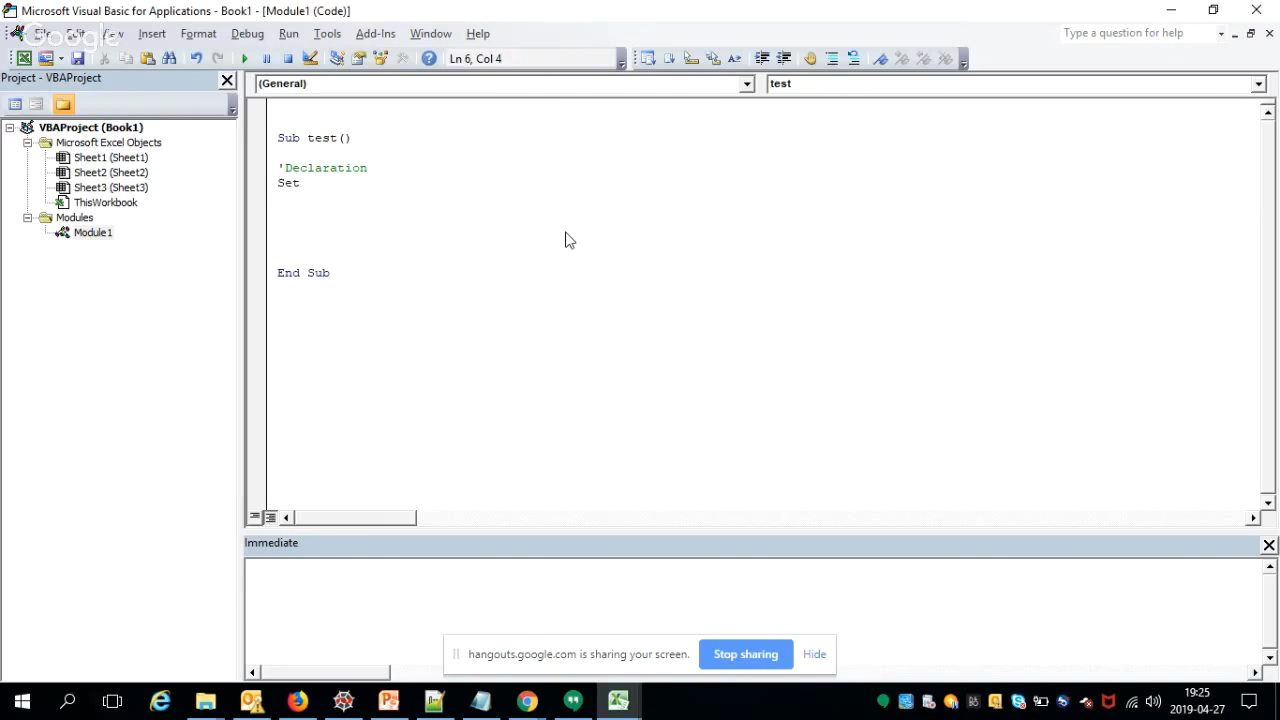 Microsoft Visual Basic for Applications - Book1 - [Module1 (Code)]
Google
Insert Format Debug Run Tools Add-Ins Window Help
Type a question for help
Ln 6, Col 4
Project - VBAProject
(General)
test
VBAProject (Book1)
Microsoft Excel Objects
Sheet1 (Sheet1)
Sheet2 (Sheet2)
Sheet3 (Sheet3)
ThisWorkbook
Modules
Module1
Sub test()
'Declaration
Set
End Sub
Immediate
hangouts.google.com is sharing your screen.
Stop sharing
Hide
19:25
2019-04-27